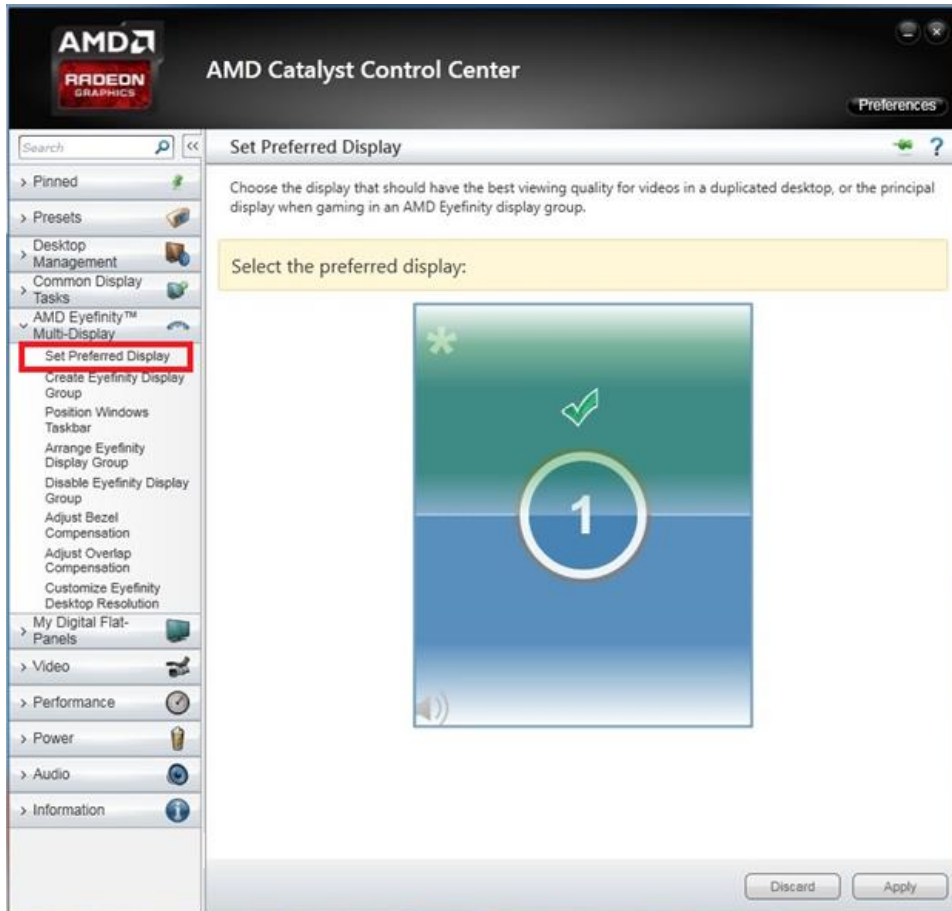 AMD
RADEON
GRAPHICS
AMD Catalyst Control Center
Preferences
Search
<<
Set Preferred Display
?
> Pinned
> Presets
> Desktop
Management
> Common Display
Tasks
AMD Eyefinity™
Multi-Display
Set Preferred Display
Create Eyefinity Display
Group
Position Windows
Taskbar
Arrange Eyefinity
Display Group
Disable Eyefinity Display
Group
Adjust Bezel
Compensation
Adjust Overlap
Compensation
Customize Eyefinity
Desktop Resolution
> My Digital Flat-
Panels
> Video
> Performance
> Power
> Audio
> Information
Choose the display that should have the best viewing quality for videos in a duplicated desktop, or the principal
display when gaming in an AMD Eyefinity display group.
Select the preferred display:
*
1
Discard
Apply